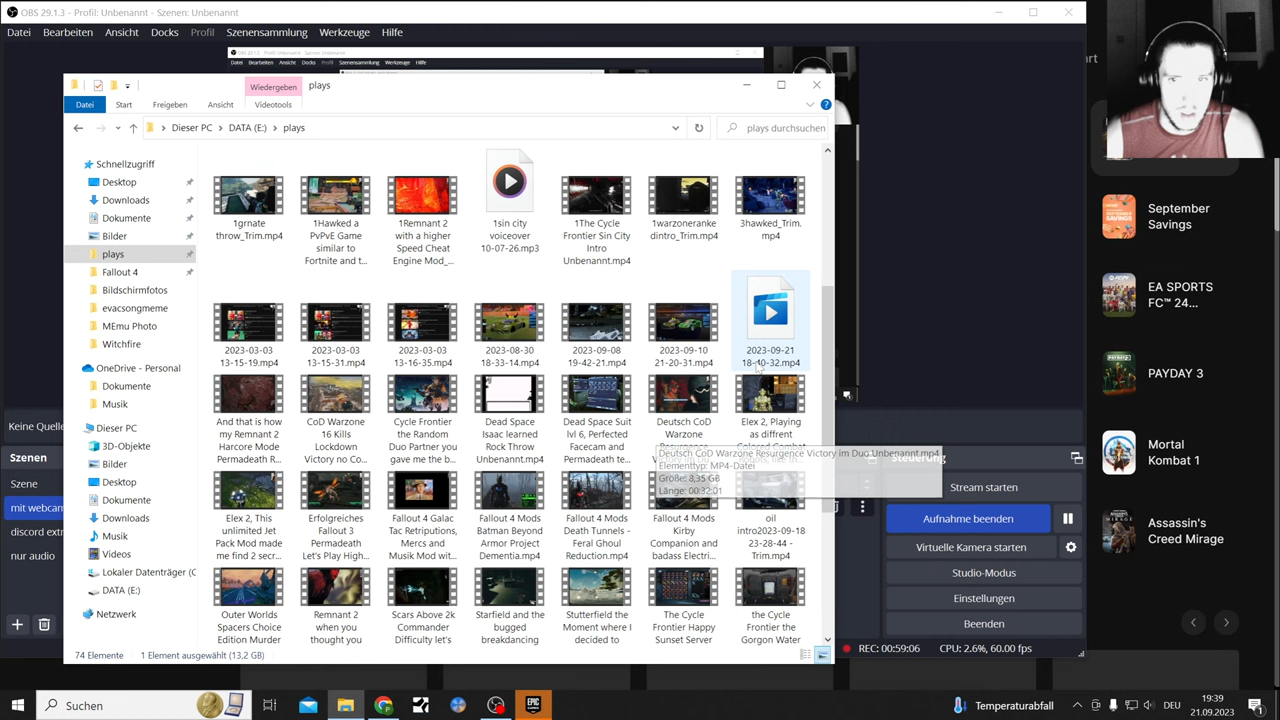 OBS 29.1.3 - Profil: Unbenannt - Szenen: Unbenannt
Datei Bearbeiten Ansicht Docks Profil Szenensammlung Werkzeuge Hilfe
Wiedergeben plays
Datei Start Freigeben Ansicht Videotools
Dieser PC > DATA (E:) > plays
plays durchsuchen
Schnellzugriff
Desktop
Downloads
Dokumente
Bilder
plays
Fallout 4
Bildschirmfotos
evacsongmeme
MEmu Photo
Witchfire
OneDrive - Personal
Dokumente
Musik
Dieser PC
3D-Objekte
Bilder
Desktop
Dokumente
Downloads
Musik
Videos
Lokaler Datenträger (C
DATA (E:)
Netzwerk
1grnate
throw_Trim.mp4
1Hawked a
PvPvE Game
similar to
Fortnite and t...
1Remnant 2
with a higher
Speed Cheat
Engine Mod_...
1sin city
voiceover
10-07-26.mp3
1The Cycle
Frontier Sin City
Intro
Unbenannt.mp4
1warzoneranke
dintro_Trim.mp4
3hawked_Trim.
mp4
2023-03-03
13-15-19.mp4
2023-03-03
13-15-31.mp4
2023-03-03
13-16-35.mp4
2023-08-30
18-33-14.mp4
2023-09-08
19-42-21.mp4
2023-09-10
21-20-31.mp4
2023-09-21
18-40-32.mp4
And that is how
my Remnant 2
Harcore Mode
Permadeath R...
CoD Warzone
16 Kills
Lockdown
Victory no Co...
Cycle Frontier
the Random
Duo Partner you
gave me the b...
Dead Space
Isaac learned
Rock Throw
Unbenannt.mp4
Dead Space Suit
lvl 6, Perfected
Facecam and
Permadeath te...
Deutsch CoD
Warzone
Elex 2, Playing
as diffrent
Deutsch CoD Warzone Resurgence Victory im Duo Unbenannt.mp4
Elementtyp: MP4-Datei
Größe: 8,35 GB
Länge: 00:32:01
Elex 2, This
unlimited Jet
Pack Mod made
me find 2 secr...
Erfolgreiches
Fallout 3
Permadeath
Let's Play High...
Fallout 4 Galac
Tac Retriputions,
Mercs and
Musik Mod wit...
Fallout 4 Mods
Batman Beyond
Armor Project
Dementia.mp4
Fallout 4 Mods
Death Tunnels -
Feral Ghoul
Reduction.mp4
Fallout 4 Mods
Kirby
Companion and
badass Electri...
oil
intro2023-09-18
23-28-44 -
Trim.mp4
Outer Worlds
Spacers Choice
Edition Murder
Remnant 2
when you
thought you
Scars Above 2k
Commander
Difficulty let's
Starfield and the
bugged
breakdancing
Stutterfield the
Moment where I
decided to
The Cycle
Frontier Happy
Sunset Server
the Cycle
Frontier the
Gorgon Water
74 Elemente 1 Element ausgewählt (13,2 GB)
Keine Quelle
Szenen
Szene
mit webcam
discord extr
nur audio
Steuerung
Stream starten
Aufnahme beenden
Virtuelle Kamera starten
Studio-Modus
Einstellungen
Beenden
REC: 00:59:06 CPU: 2.6%, 60.00 fps
September
Savings
EA SPORTS
FC™ 24...
PAYDAY 3
Mortal
Kombat 1
Assassin's
Creed Mirage
Suchen
Temperaturabfall
DEU
19:39
21.09.2023